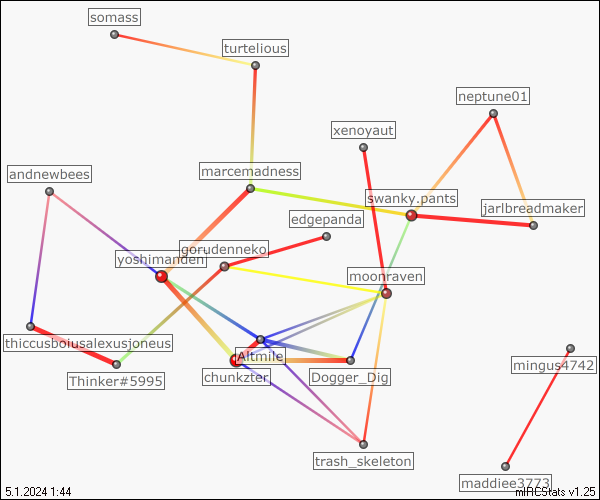 somass
turtelious
neptune01
xenoyaut
andnewbees
marcemadness
swanky.pants
jarlbreadmaker
edgepanda
gorudenneko
yoshimanden
moonraven
thiccusboiusalexusjoneus
Altmile
mingus4742
Thinker#5995
chunkzter
Dogger_Dig
trash_skeleton
maddiee3773
5.1.2024 1:44
mIRCStats v1.25